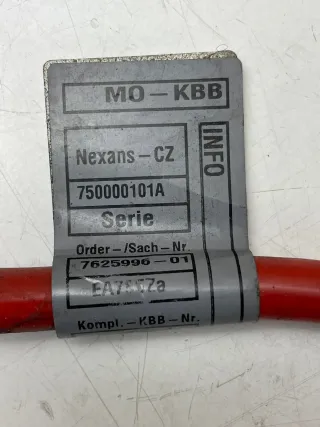 MO-KBB
INFO
Nexans-CZ
750000101A
Serie
Order-/Sach-Nr.
7625996-01
Kompl.-KBB-Nr.